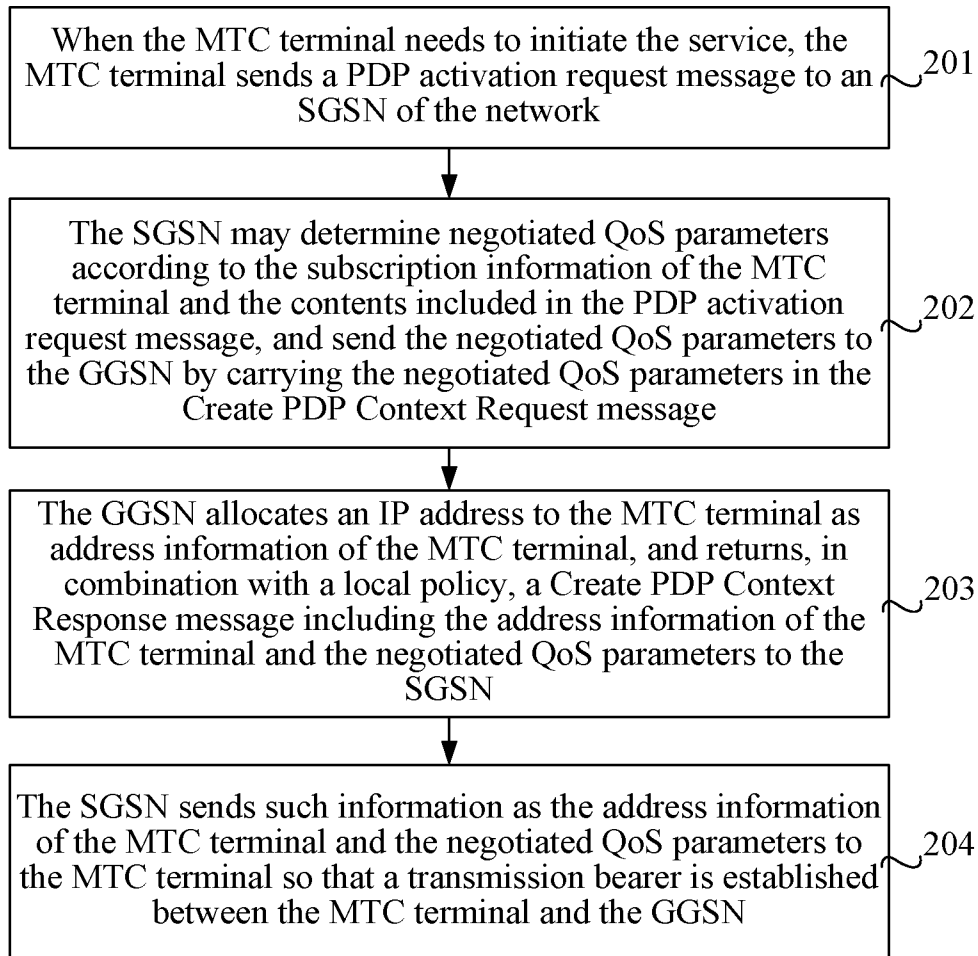 When the MTC terminal needs to initiate the service, the
MTC terminal sends a PDP activation request message to an
SGSN of the network
201
The SGSN may determine negotiated QoS parameters
according to the subscription information of the MTC
terminal and the contents included in the PDP activation
request message, and send the negotiated QoS parameters to
the GGSN by carrying the negotiated QoS parameters in the
Create PDP Context Request message
202
The GGSN allocates an IP address to the MTC terminal as
address information of the MTC terminal, and returns, in
combination with a local policy, a Create PDP Context
Response message including the address information of the
MTC terminal and the negotiated QoS parameters to the
SGSN
203
The SGSN sends such information as the address information
of the MTC terminal and the negotiated QoS parameters to
the MTC terminal so that a transmission bearer is established
between the MTC terminal and the GGSN
204